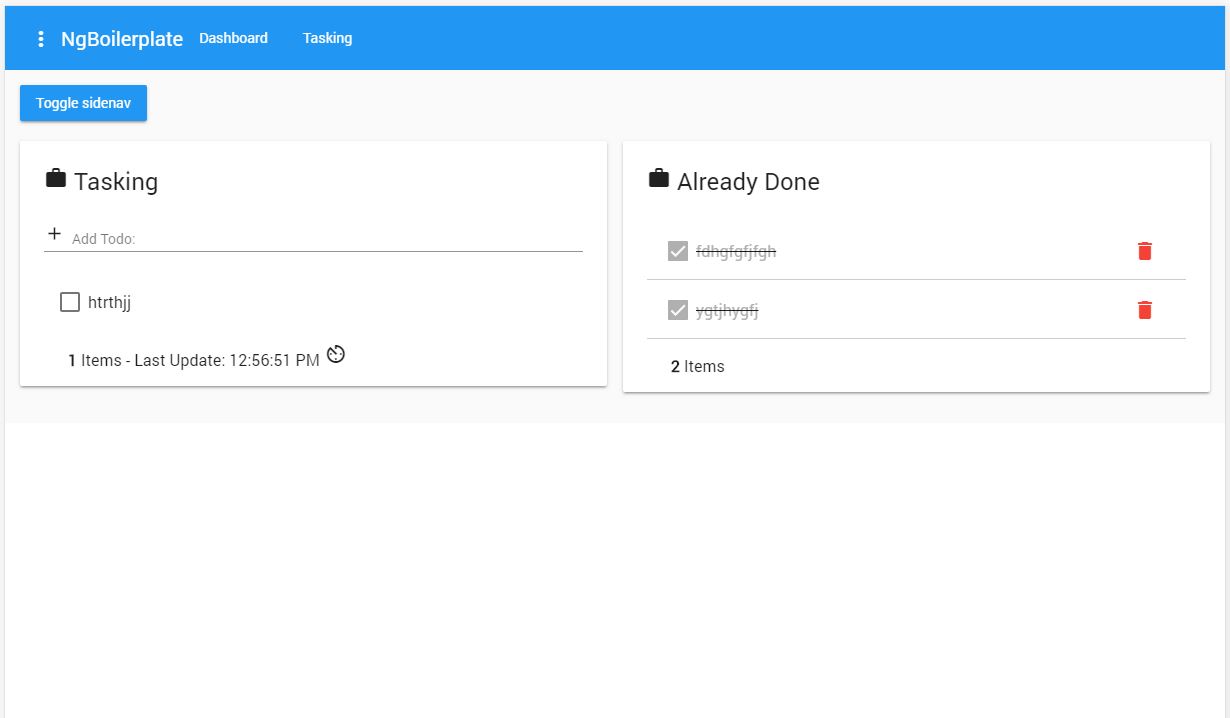 NgBoilerplate Dashboard Tasking
Toggle sidenav
Tasking
Add Todo:
htrthjj
1 Items - Last Update: 12:56:51 PM
Already Done
fdhgfgfjfgh
ygtjhygfj
2 Items